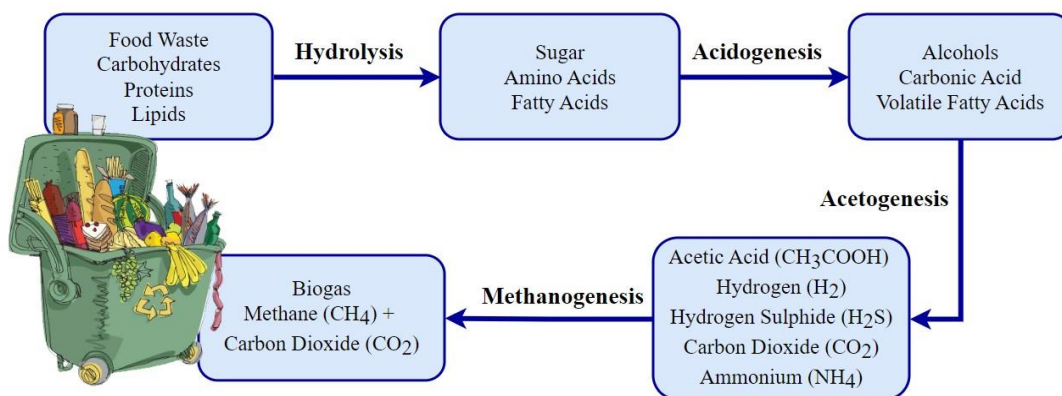 Food Waste
Carbohydrates
Proteins
Lipids
Hydrolysis
Sugar
Amino Acids
Fatty Acids
Acidogenesis
Alcohols
Carbonic Acid
Volatile Fatty Acids
Acetogenesis
Acetic Acid (CH3COOH)
Hydrogen (H2)
Hydrogen Sulphide (H2S)
Carbon Dioxide (CO2)
Ammonium (NH4)
Methanogenesis
Biogas
Methane (CH4) +
Carbon Dioxide (CO2)